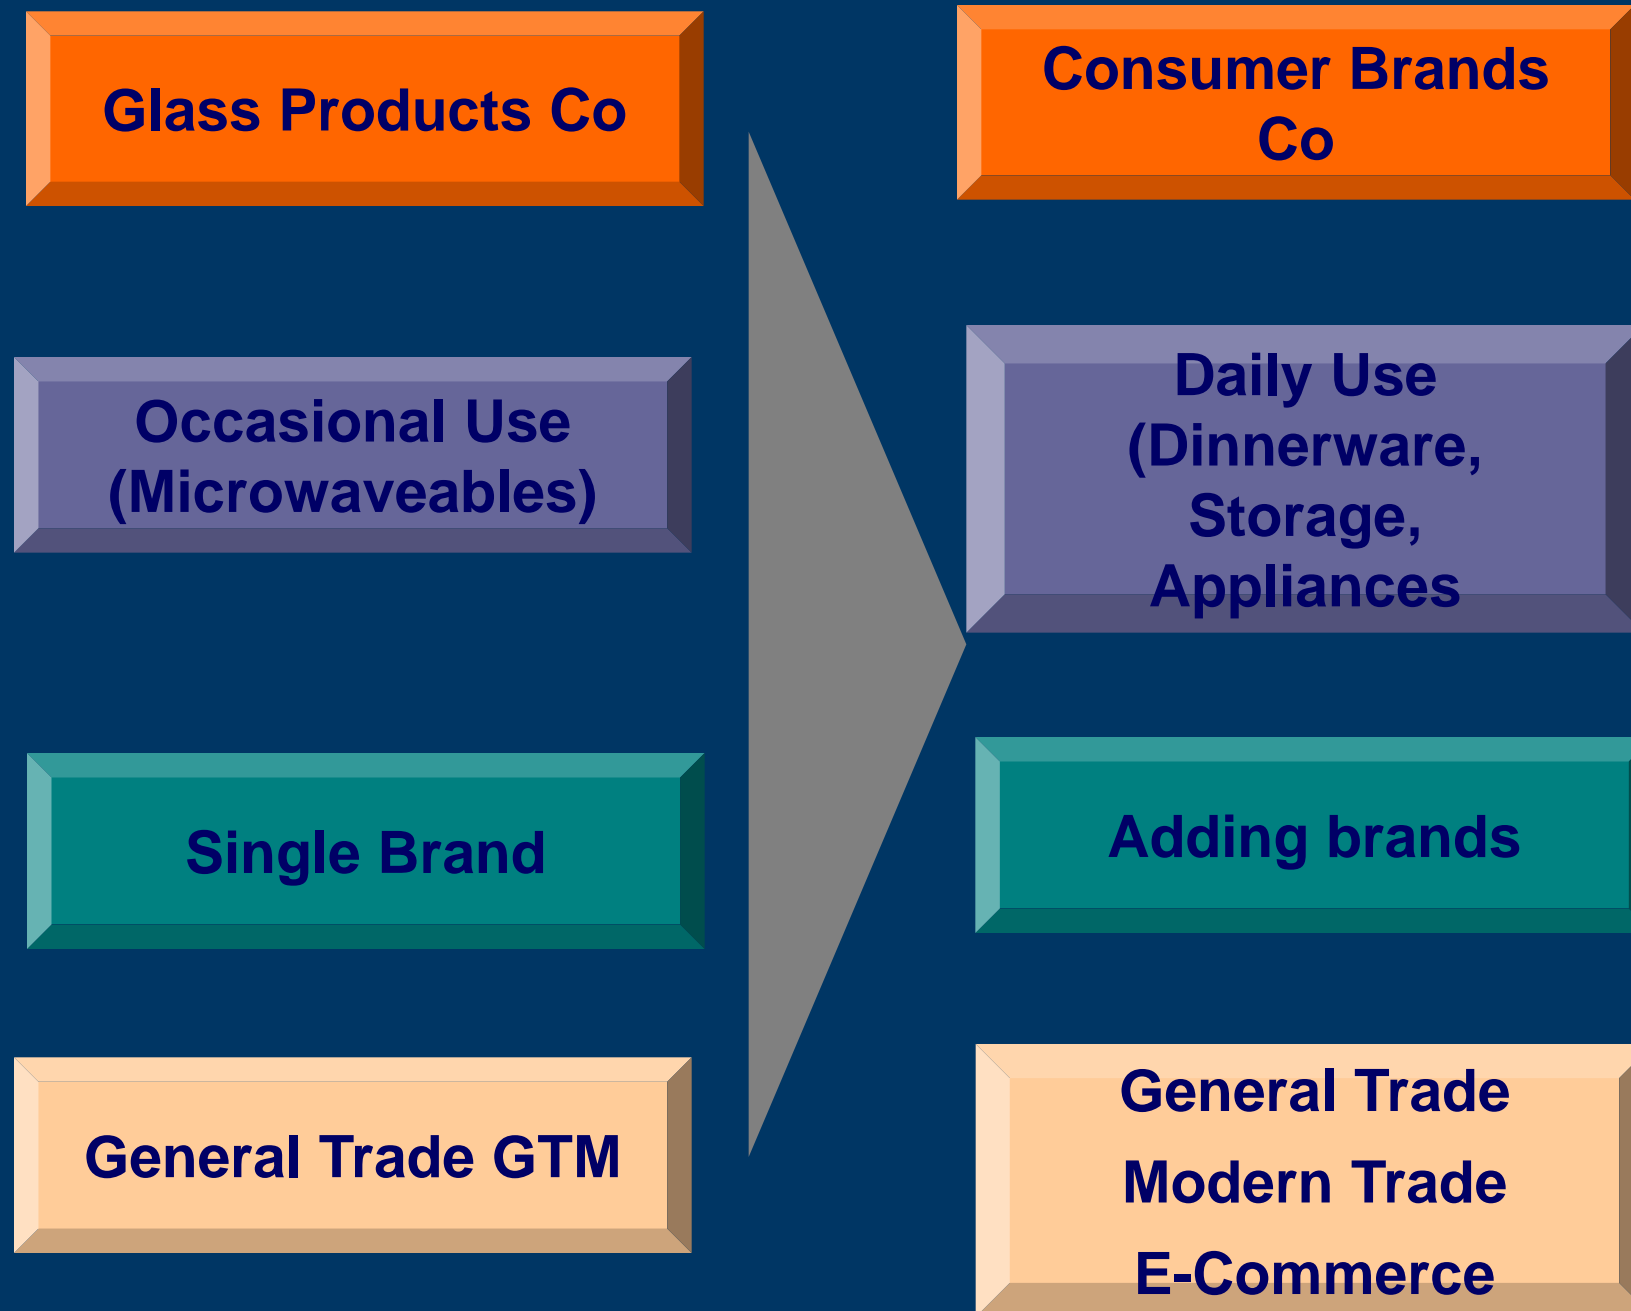 Glass Products Co
Consumer Brands
Co
Occasional Use
(Microwaveables)
Daily Use
(Dinnerware,
Storage,
Appliances
Single Brand
Adding brands
General Trade GTM
General Trade
Modern Trade
E-Commerce